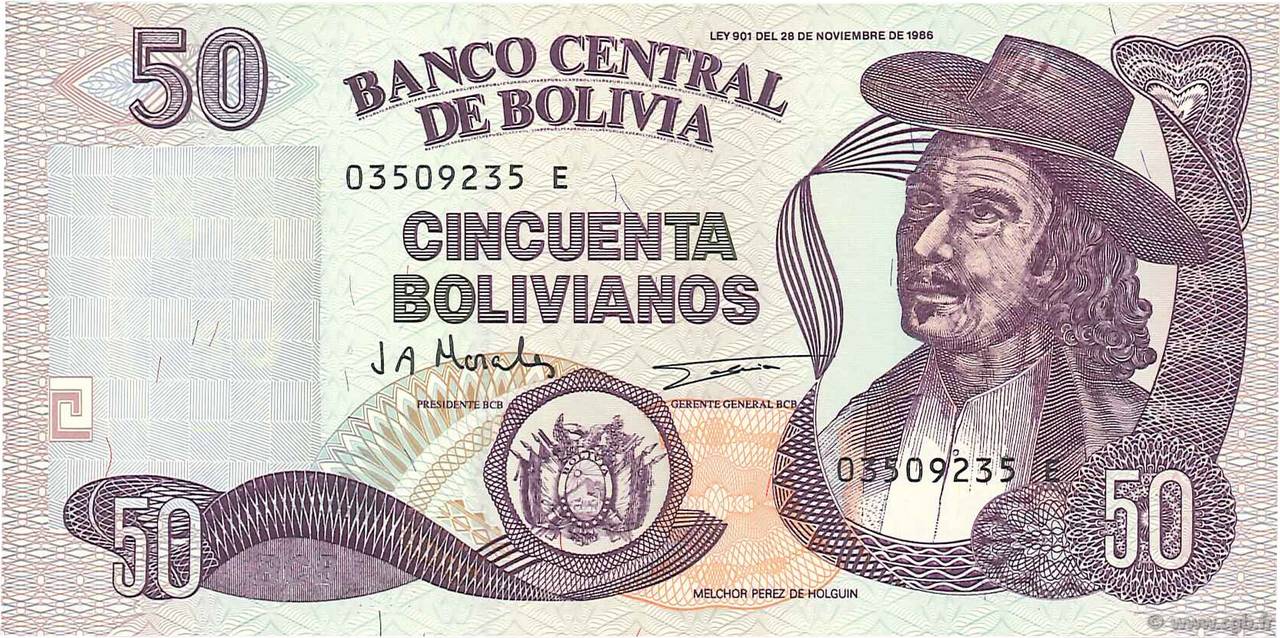 LEY 901 DEL 28 DE NOVIEMBRE DE 1986
50
BANCO CENTRAL
DE BOLIVIA
03509235 E
CINCUENTA
BOLIVIANOS
J A Morales
PRESIDENTE BCB
GERENTE GENERAL BCB
03509235 E
50
50
MELCHOR PEREZ DE HOLGUIN
© www.cgb.fr